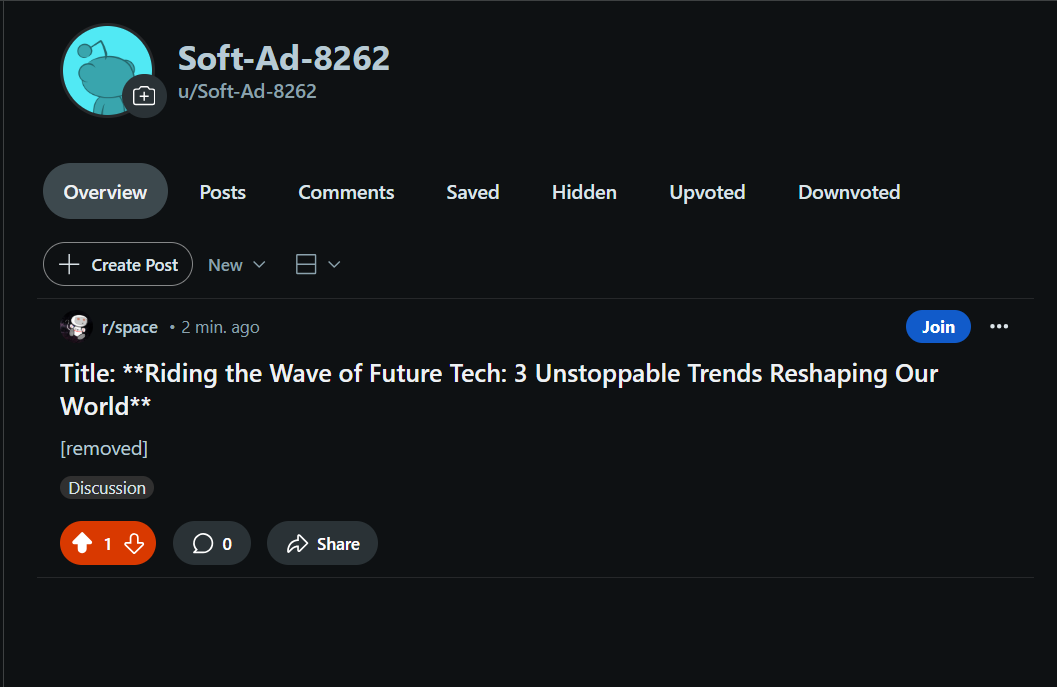 Soft-Ad-8262
u/Soft-Ad-8262
Overview Posts Comments Saved Hidden Upvoted Downvoted
Create Post New
r/space • 2 min. ago Join
Title: **Riding the Wave of Future Tech: 3 Unstoppable Trends Reshaping Our
World**
[removed]
Discussion
1 0 Share